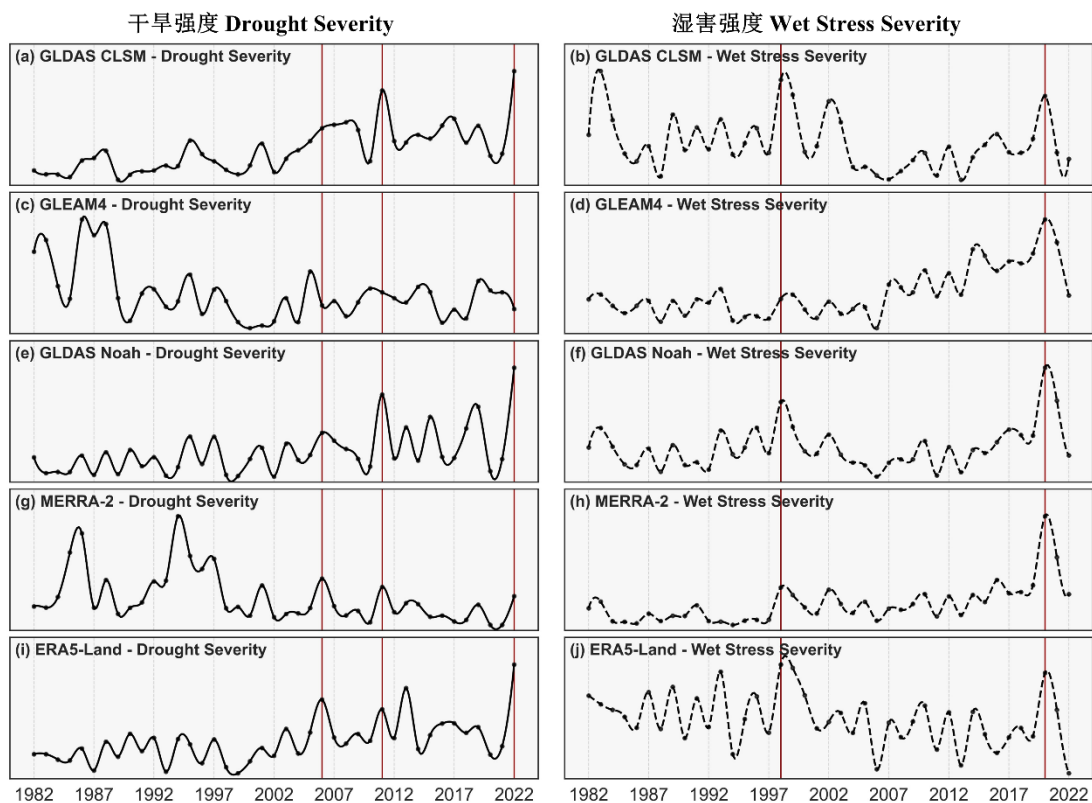 干旱强度 Drought Severity
湿害强度 Wet Stress Severity
(a) GLDAS CLSM - Drought Severity
(b) GLDAS CLSM - Wet Stress Severity
(c) GLEAM4 - Drought Severity
(d) GLEAM4 - Wet Stress Severity
(e) GLDAS Noah - Drought Severity
(f) GLDAS Noah - Wet Stress Severity
(g) MERRA-2 - Drought Severity
(h) MERRA-2 - Wet Stress Severity
(i) ERA5-Land - Drought Severity
(j) ERA5-Land - Wet Stress Severity
1982 1987 1992 1997 2002 2007 2012 2017 2022
1982 1987 1992 1997 2002 2007 2012 2017 2022